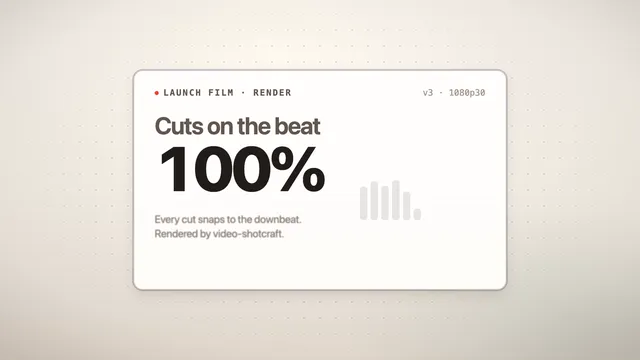 LAUNCH FILM · RENDER
v3 · 1080p30
Cuts on the beat
100%
Every cut snaps to the downbeat.
Rendered by video-shotcraft.